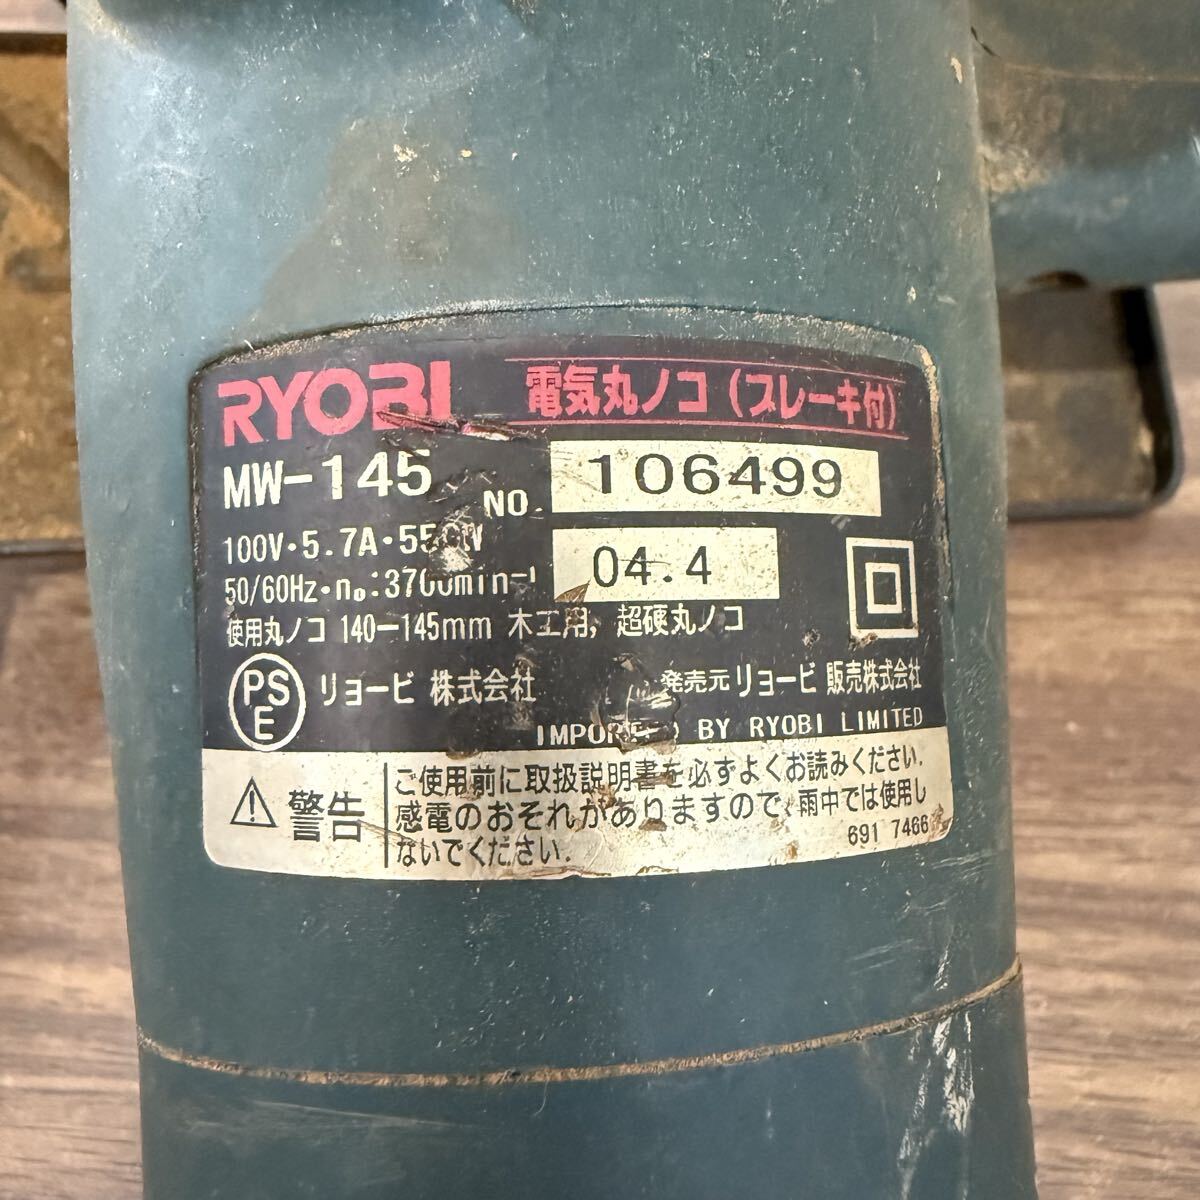 RYOBI 電気丸ノコ(ブレーキ付)
MW-145 NO. 106499
100V・5.7A・550W 04.4
50/60Hz・n₀:3700min⁻¹
使用丸ノコ 140-145mm 木工用, 超硬丸ノコ
PSE リョービ 株式会社 発売元 リョービ 販売株式会社
IMPORTED BY RYOBI LIMITED
⚠ 警告
ご使用前に取扱説明書を必ずよくお読みください.
感電のおそれがありますので、雨中では使用し
ないでください.
691 7466